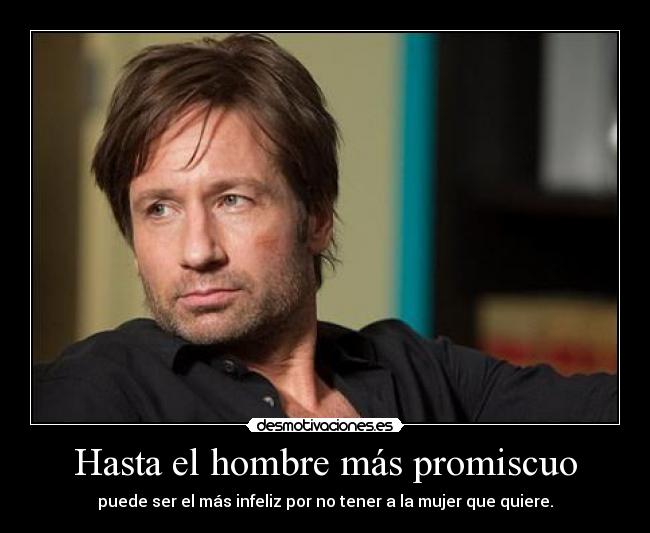 desmotivaciones.es
Hasta el hombre más promiscuo
puede ser el más infeliz por no tener a la mujer que quiere.